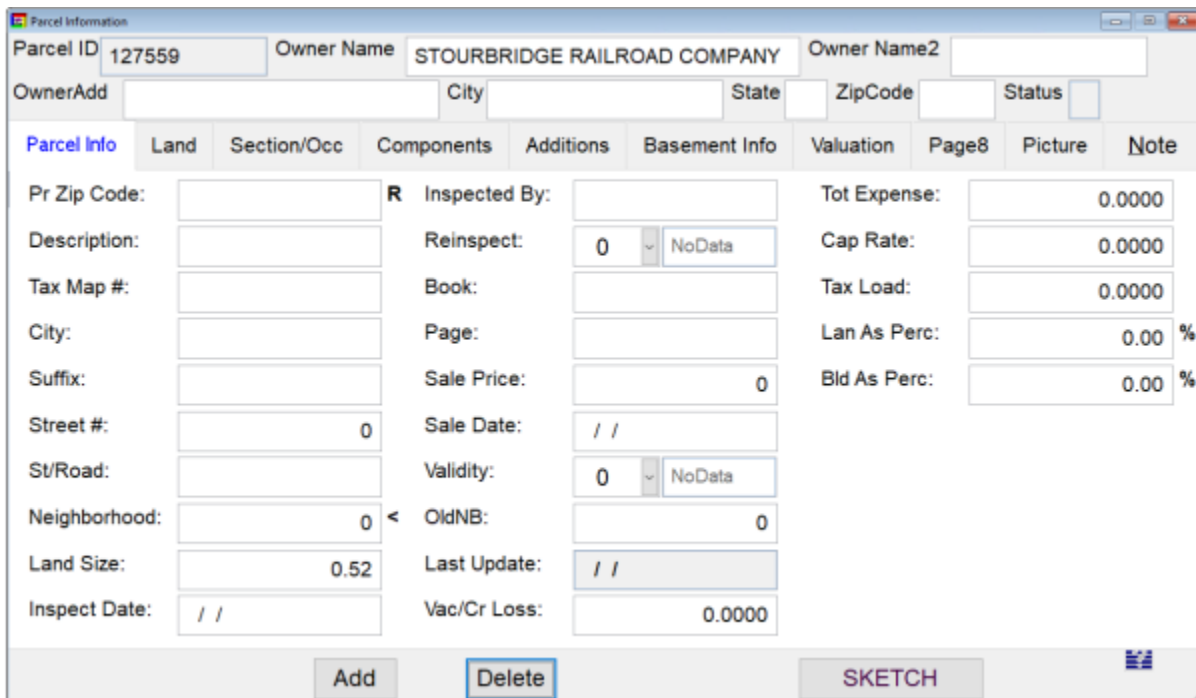 Parcel Information
Parcel ID 127559 Owner Name STOURBRIDGE RAILROAD COMPANY Owner Name2
OwnerAdd City State ZipCode Status
Parcel Info Land Section/Occ Components Additions Basement Info Valuation Page8 Picture Note
Pr Zip Code: R Inspected By: Tot Expense: 0.0000
Description: Reinspect: 0 NoData Cap Rate: 0.0000
Tax Map #: Book: Tax Load: 0.0000
City: Page: Lan As Perc: 0.00 %
Suffix: Sale Price: 0 Bld As Perc: 0.00 %
Street #: 0 Sale Date: / /
St/Road: Validity: 0 NoData
Neighborhood: 0 < OldNB: 0
Land Size: 0.52 Last Update: / /
Inspect Date: / / Vac/Cr Loss: 0.0000
Add Delete SKETCH